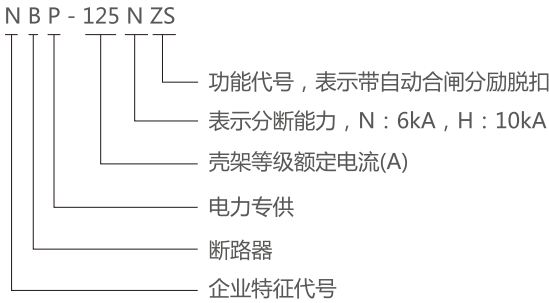 N B P - 125 N ZS
功能代号，表示带自动合闸分励脱扣
表示分断能力，N：6kA，H：10kA
壳架等级额定电流(A)
电力专供
断路器
企业特征代号